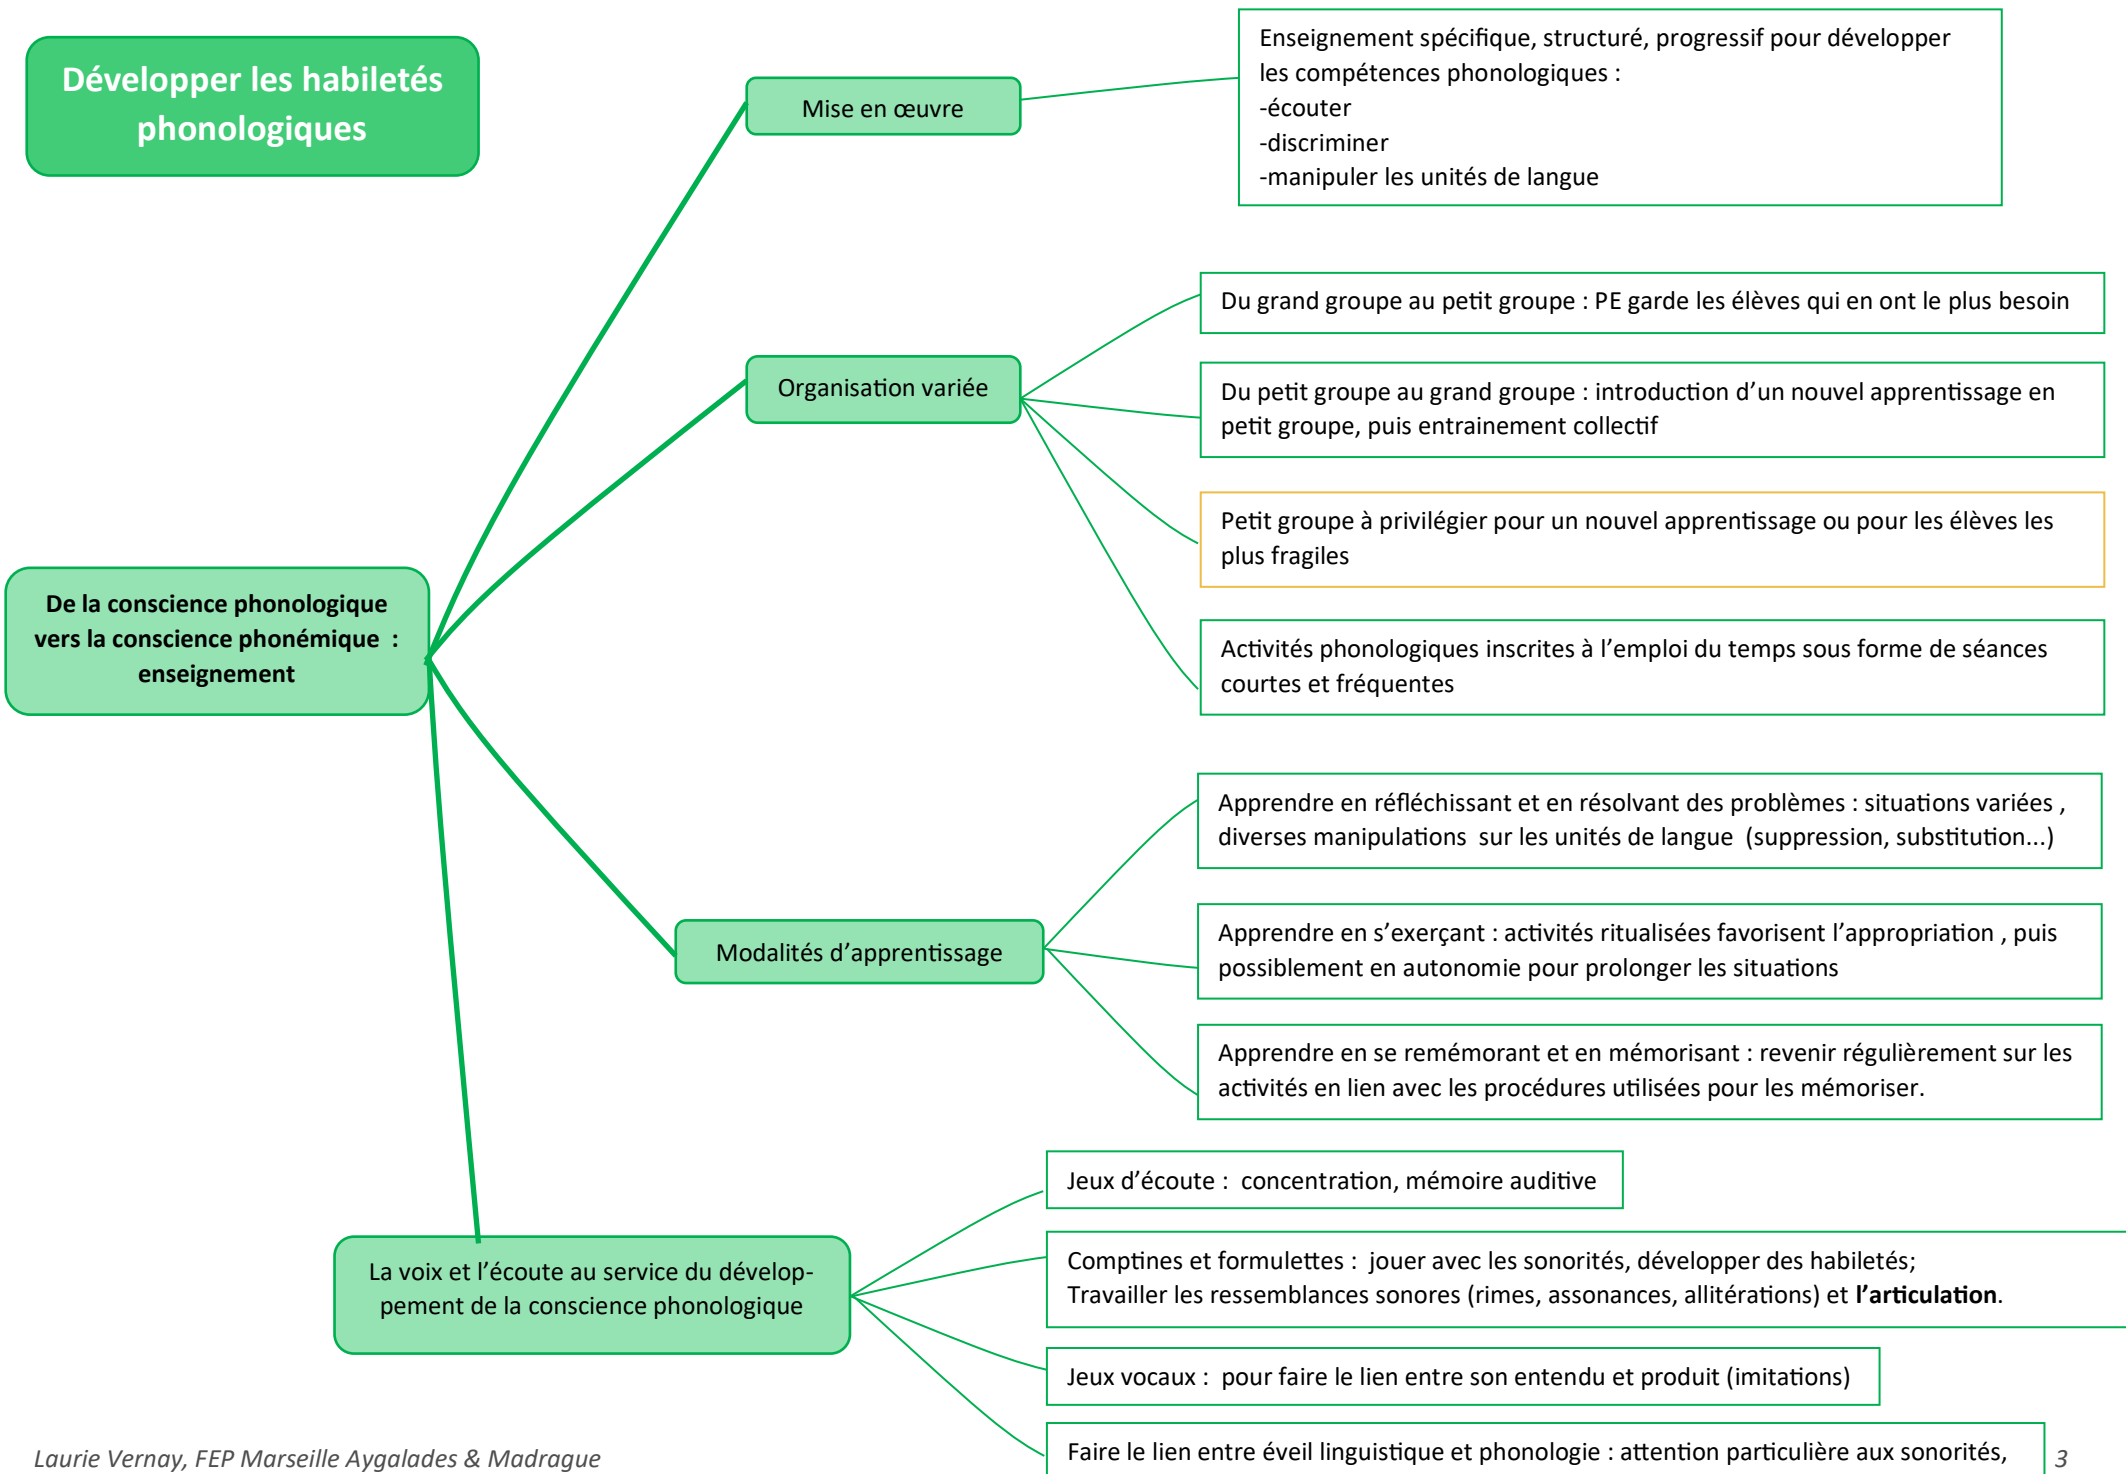 Développer les habiletés
phonologiques
De la conscience phonologique
vers la conscience phonémique  :
enseignement
Mise en œuvre
Enseignement spécifique, structuré, progressif pour développer
les compétences phonologiques :
-écouter
-discriminer
-manipuler les unités de langue
Organisation variée
Du grand groupe au petit groupe : PE garde les élèves qui en ont le plus besoin
Du petit groupe au grand groupe : introduction d’un nouvel apprentissage en
petit groupe, puis entrainement collectif
Petit groupe à privilégier pour un nouvel apprentissage ou pour les élèves les
plus fragiles
Activités phonologiques inscrites à l’emploi du temps sous forme de séances
courtes et fréquentes
Modalités d’apprentissage
Apprendre en réfléchissant et en résolvant des problèmes : situations variées ,
diverses manipulations  sur les unités de langue  (suppression, substitution...)
Apprendre en s’exerçant : activités ritualisées favorisent l’appropriation , puis
possiblement en autonomie pour prolonger les situations
Apprendre en se remémorant et en mémorisant : revenir régulièrement sur les
activités en lien avec les procédures utilisées pour les mémoriser.
La voix et l’écoute au service du dévelop-
pement de la conscience phonologique
Jeux d’écoute :  concentration, mémoire auditive
Comptines et formulettes :  jouer avec les sonorités, développer des habiletés;
Travailler les ressemblances sonores (rimes, assonances, allitérations) et l’articulation.
Jeux vocaux :  pour faire le lien entre son entendu et produit (imitations)
Faire le lien entre éveil linguistique et phonologie : attention particulière aux sonorités,
Laurie Vernay, FEP Marseille Aygalades & Madrague
3